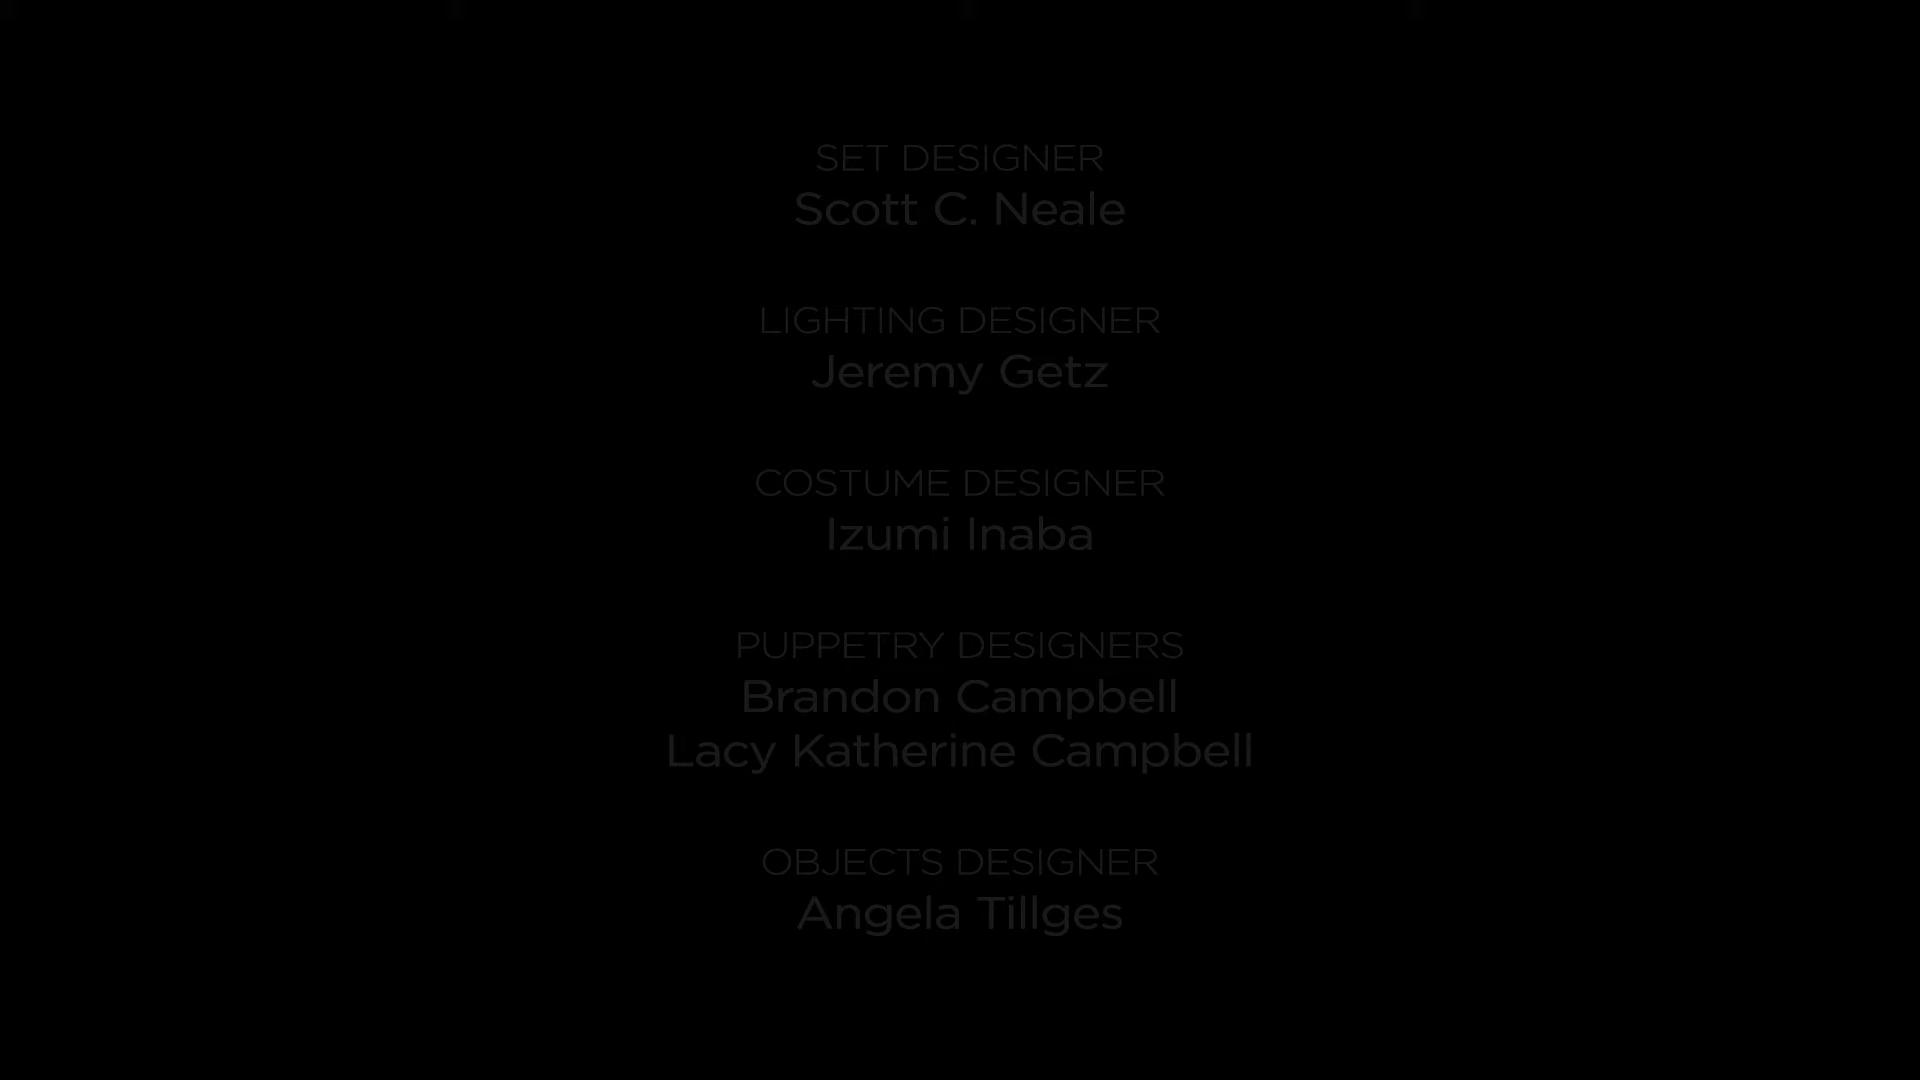 SET DESIGNER
Scott C. Neale
LIGHTING DESIGNER
Jeremy Getz
COSTUME DESIGNER
Izumi Inaba
PUPPETRY DESIGNERS
Brandon Campbell
Lacy Katherine Campbell
OBJECTS DESIGNER
Angela Tillges